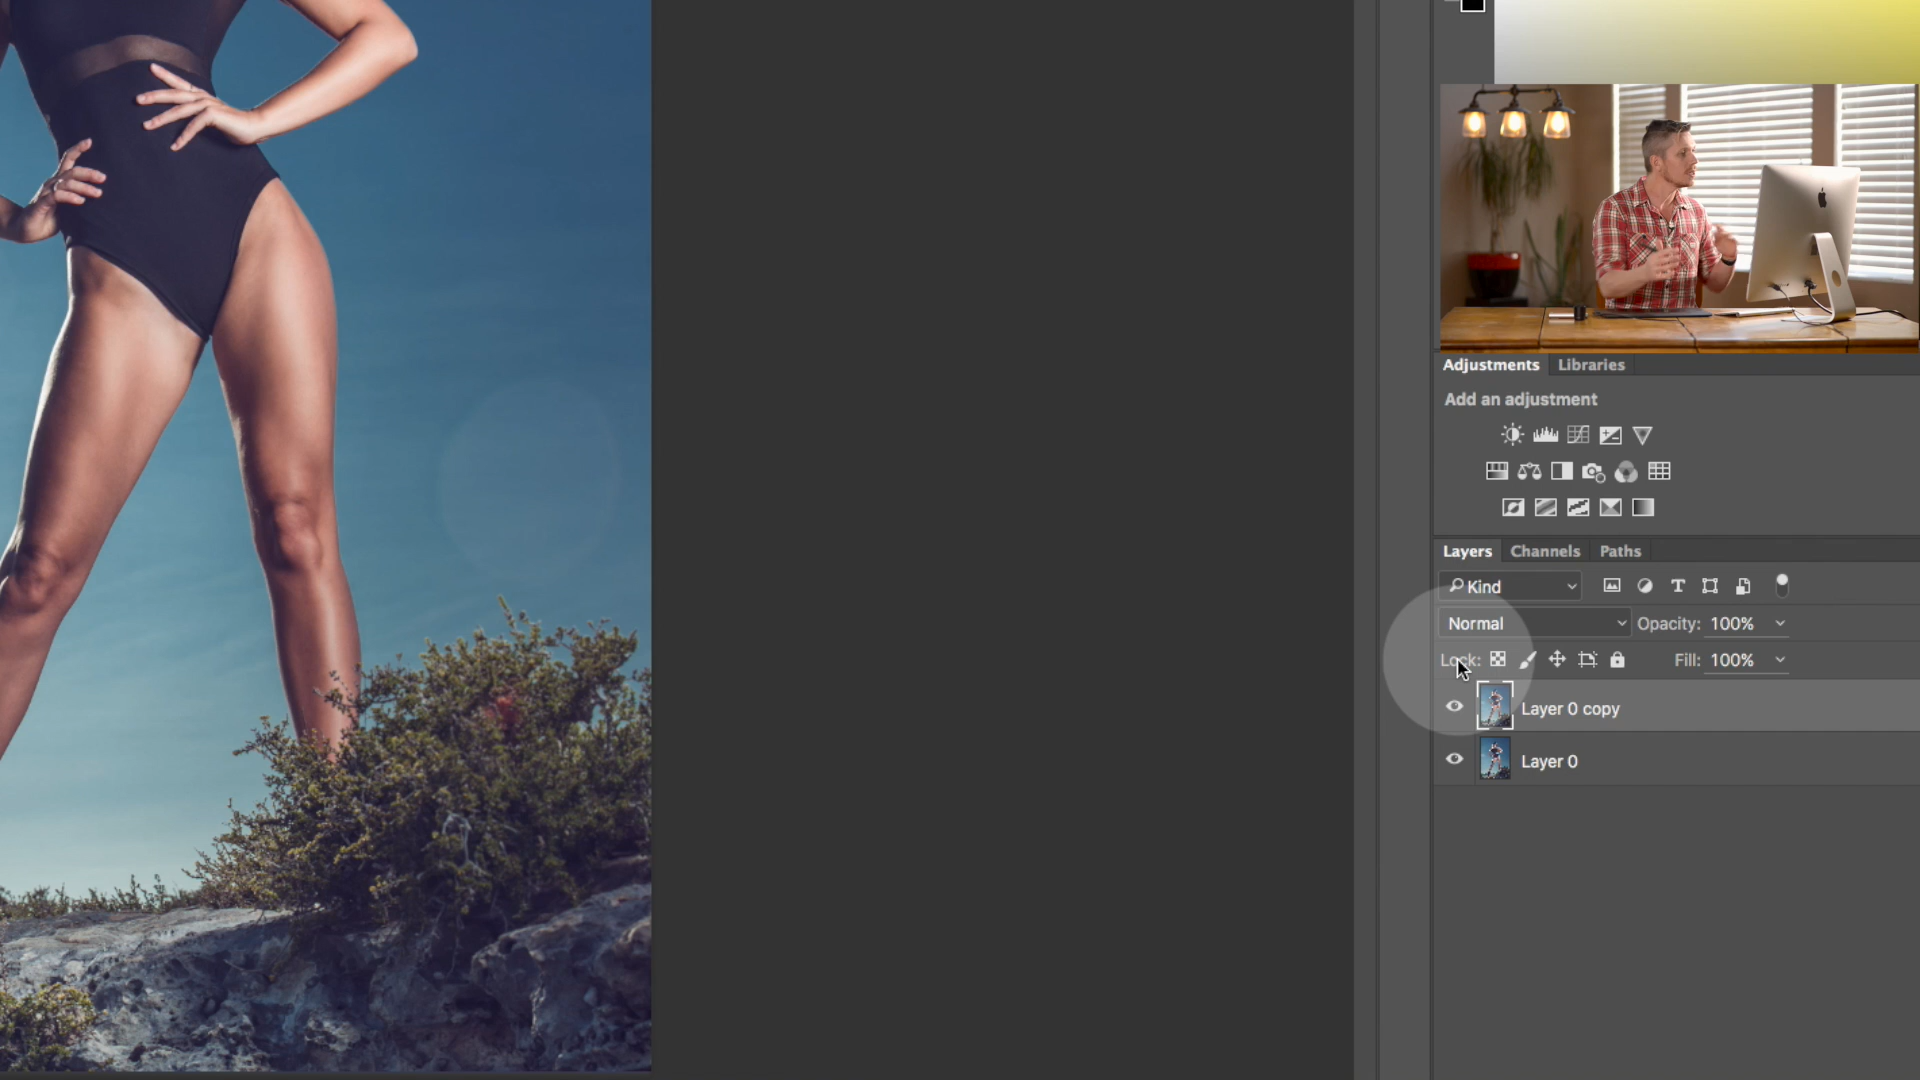 Adjustments Libraries
Add an adjustment
Layers Channels Paths
Kind
Normal Opacity: 100%
Lock: Fill: 100%
Layer 0 copy
Layer 0